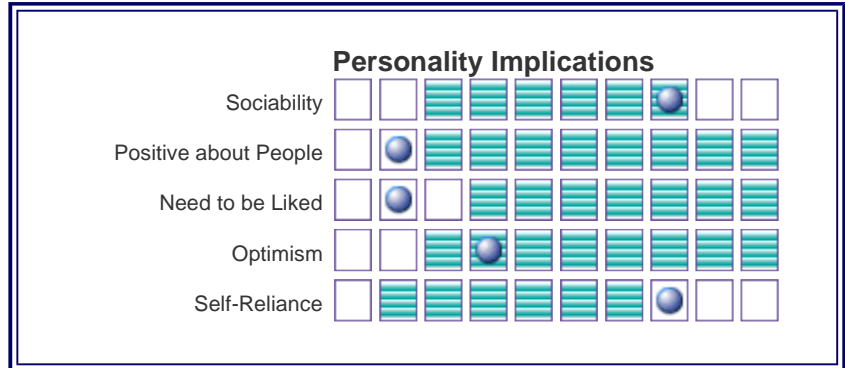 Personality Implications
Sociability
Positive about People
Need to be Liked
Optimism
Self-Reliance